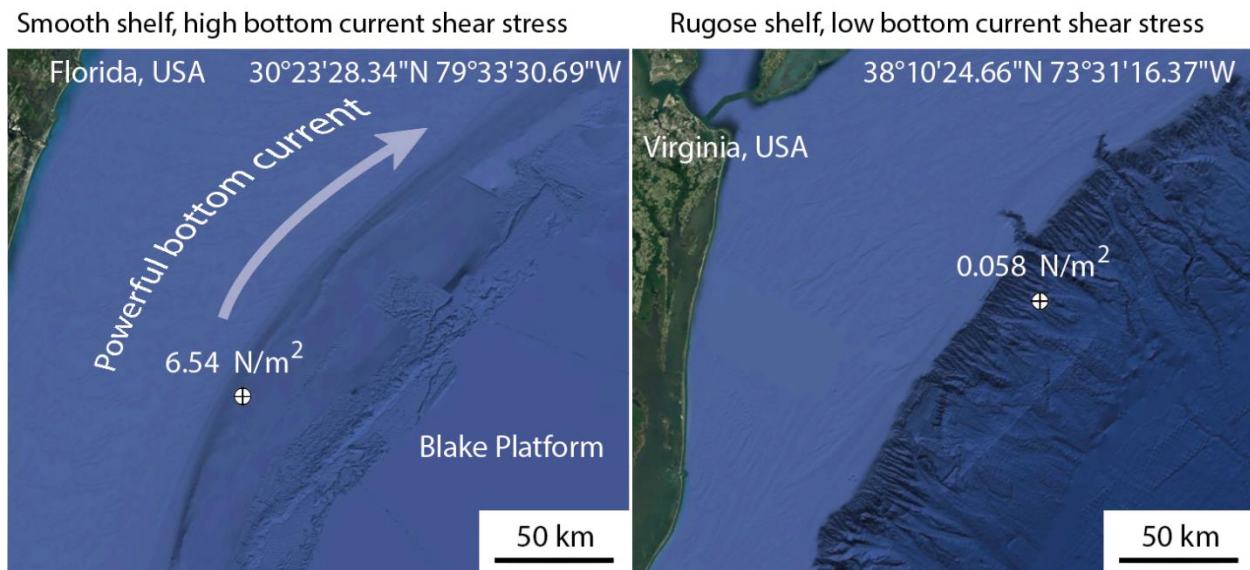 Smooth shelf, high bottom current shear stress
Florida, USA 30°23'28.34"N 79°33'30.69"W
Powerful bottom current
6.54 N/m²
Blake Platform
50 km
Rugose shelf, low bottom current shear stress
38°10'24.66"N 73°31'16.37"W
Virginia, USA
0.058 N/m²
50 km